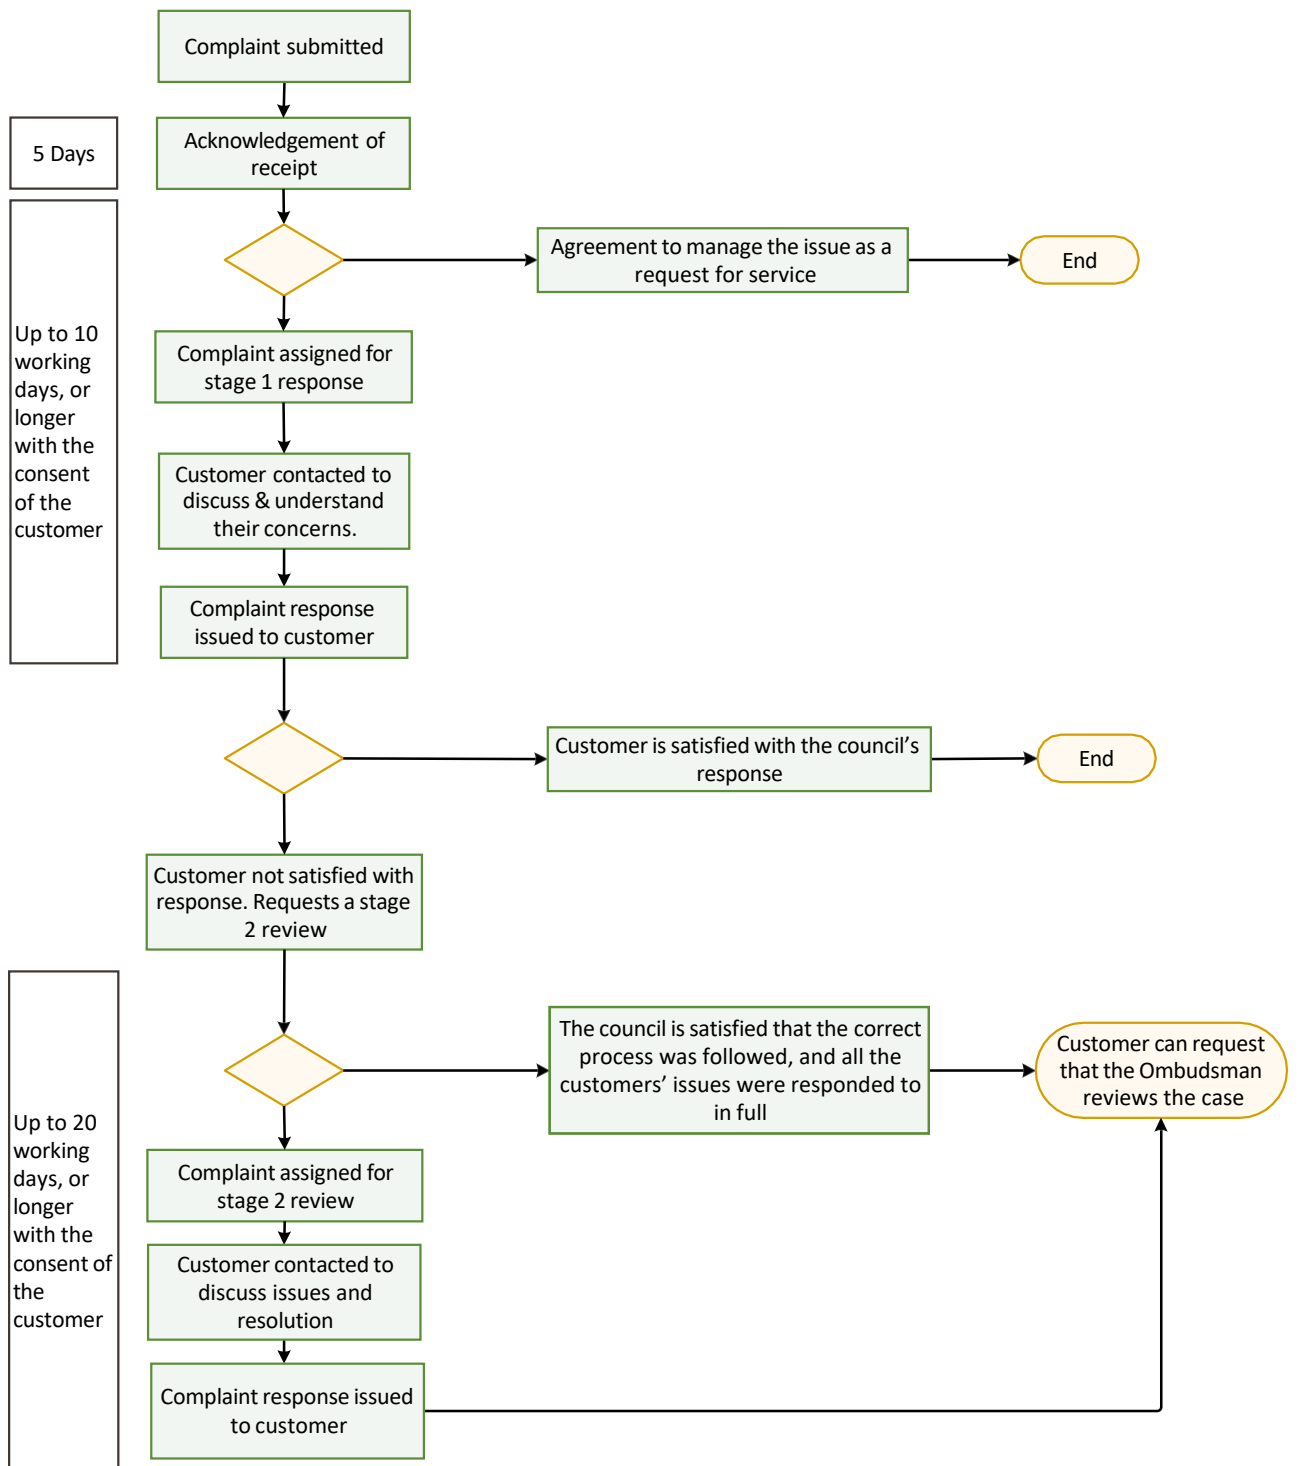 Complaint submitted
5 Days
Acknowledgement of
receipt
Up to 10
working
days, or
longer
with the
consent
of the
customer
Agreement to manage the issue as a
request for service
End
Complaint assigned for
stage 1 response
Customer contacted to
discuss & understand
their concerns.
Complaint response
issued to customer
Customer is satisfied with the council’s
response
End
Customer not satisfied with
response. Requests a stage
2 review
Up to 20
working
days, or
longer
with the
consent of
the
customer
The council is satisfied that the correct
process was followed, and all the
customers’ issues were responded to
in full
Customer can request
that the Ombudsman
reviews the case
Complaint assigned for
stage 2 review
Customer contacted to
discuss issues and
resolution
Complaint response issued
to customer